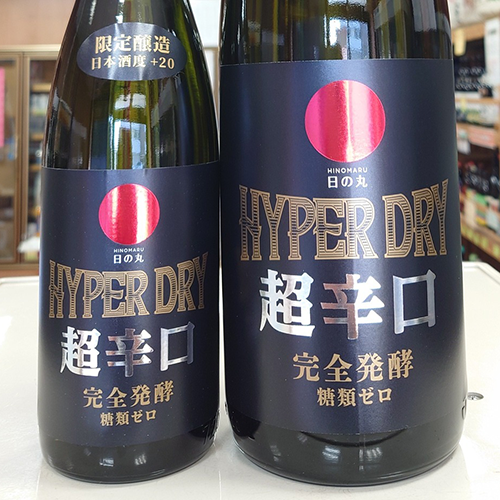 限定醸造
日本酒度+20
HINOMARU
日の丸
HYPER DRY
超辛口
完全発酵
糖類ゼロ
HINOMARU
日の丸
HYPER DRY
超辛口
完全発酵
糖類ゼロ